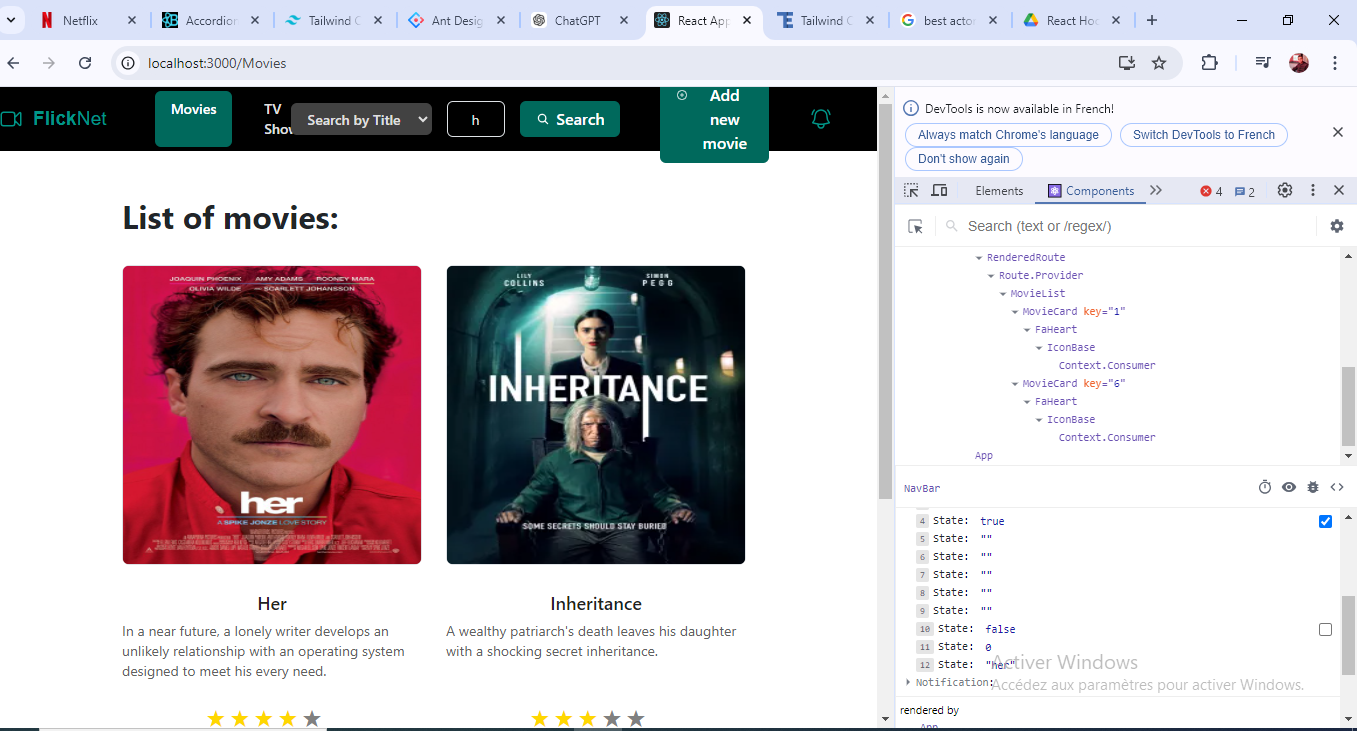 Netflix
Accordion
Tailwind C
Ant Desig
ChatGPT
React App
Tailwind C
best actor
React Hoo
localhost:3000/Movies
FlickNet
Movies
TV
Show
Search by Title
h
Search
Add
new
movie
List of movies:
JOAQUIN PHOENIX AMY ADAMS ROONEY MARA
OLIVIA WILDE SCARLETT JOHANSSON
her
A SPIKE JONZE LOVE STORY
LILY
COLLINS
SIMON
PEGG
INHERITANCE
SOME SECRETS SHOULD STAY BURIED
Her
In a near future, a lonely writer develops an
unlikely relationship with an operating system
designed to meet his every need.
Inheritance
A wealthy patriarch's death leaves his daughter
with a shocking secret inheritance.
DevTools is now available in French!
Always match Chrome's language
Switch DevTools to French
Don't show again
Elements
Components
4
2
Search (text or /regex/)
RenderedRoute
Route.Provider
MovieList
MovieCard key="1"
FaHeart
IconBase
Context.Consumer
MovieCard key="6"
FaHeart
IconBase
Context.Consumer
App
NavBar
4 State: true
5 State: ""
6 State: ""
7 State: ""
8 State: ""
9 State: ""
10 State: false
11 State: 0
12 State: "her"
Notification:
Activer Windows
Accédez aux paramètres pour activer Windows.
rendered by
App